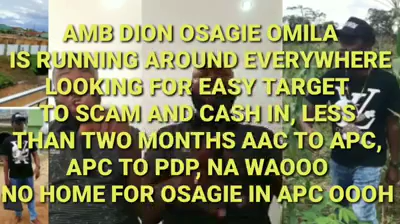 AMB DION OSAGIE OMILA
IS RUNNING AROUND EVERYWHERE
LOOKING FOR EASY TARGET
TO SCAM AND CASH IN, LESS
THAN TWO MONTHS AAC TO APC,
APC TO PDP, NA WAOOO
NO HOME FOR OSAGIE IN APC OOOH